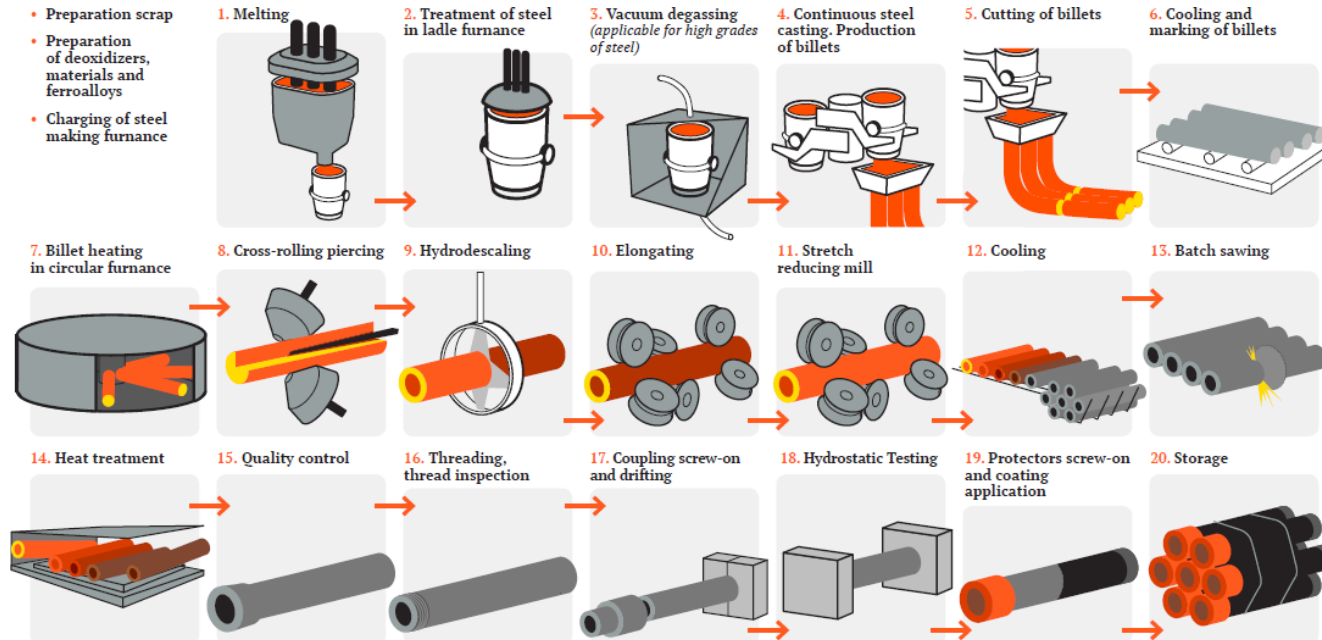 • Preparation scrap
• Preparation
of deoxidizers,
materials and
ferroalloys
• Charging of steel
making furnance
1. Melting
2. Treatment of steel
in ladle furnance
3. Vacuum degassing
(applicable for high grades
of steel)
4. Continuous steel
casting. Production
of billets
5. Cutting of billets
6. Cooling and
marking of billets
7. Billet heating
in circular furnance
8. Cross-rolling piercing
9. Hydrodescaling
10. Elongating
11. Stretch
reducing mill
12. Cooling
13. Batch sawing
14. Heat treatment
15. Quality control
16. Threading,
thread inspection
17. Coupling screw-on
and drifting
18. Hydrostatic Testing
19. Protectors screw-on
and coating
application
20. Storage